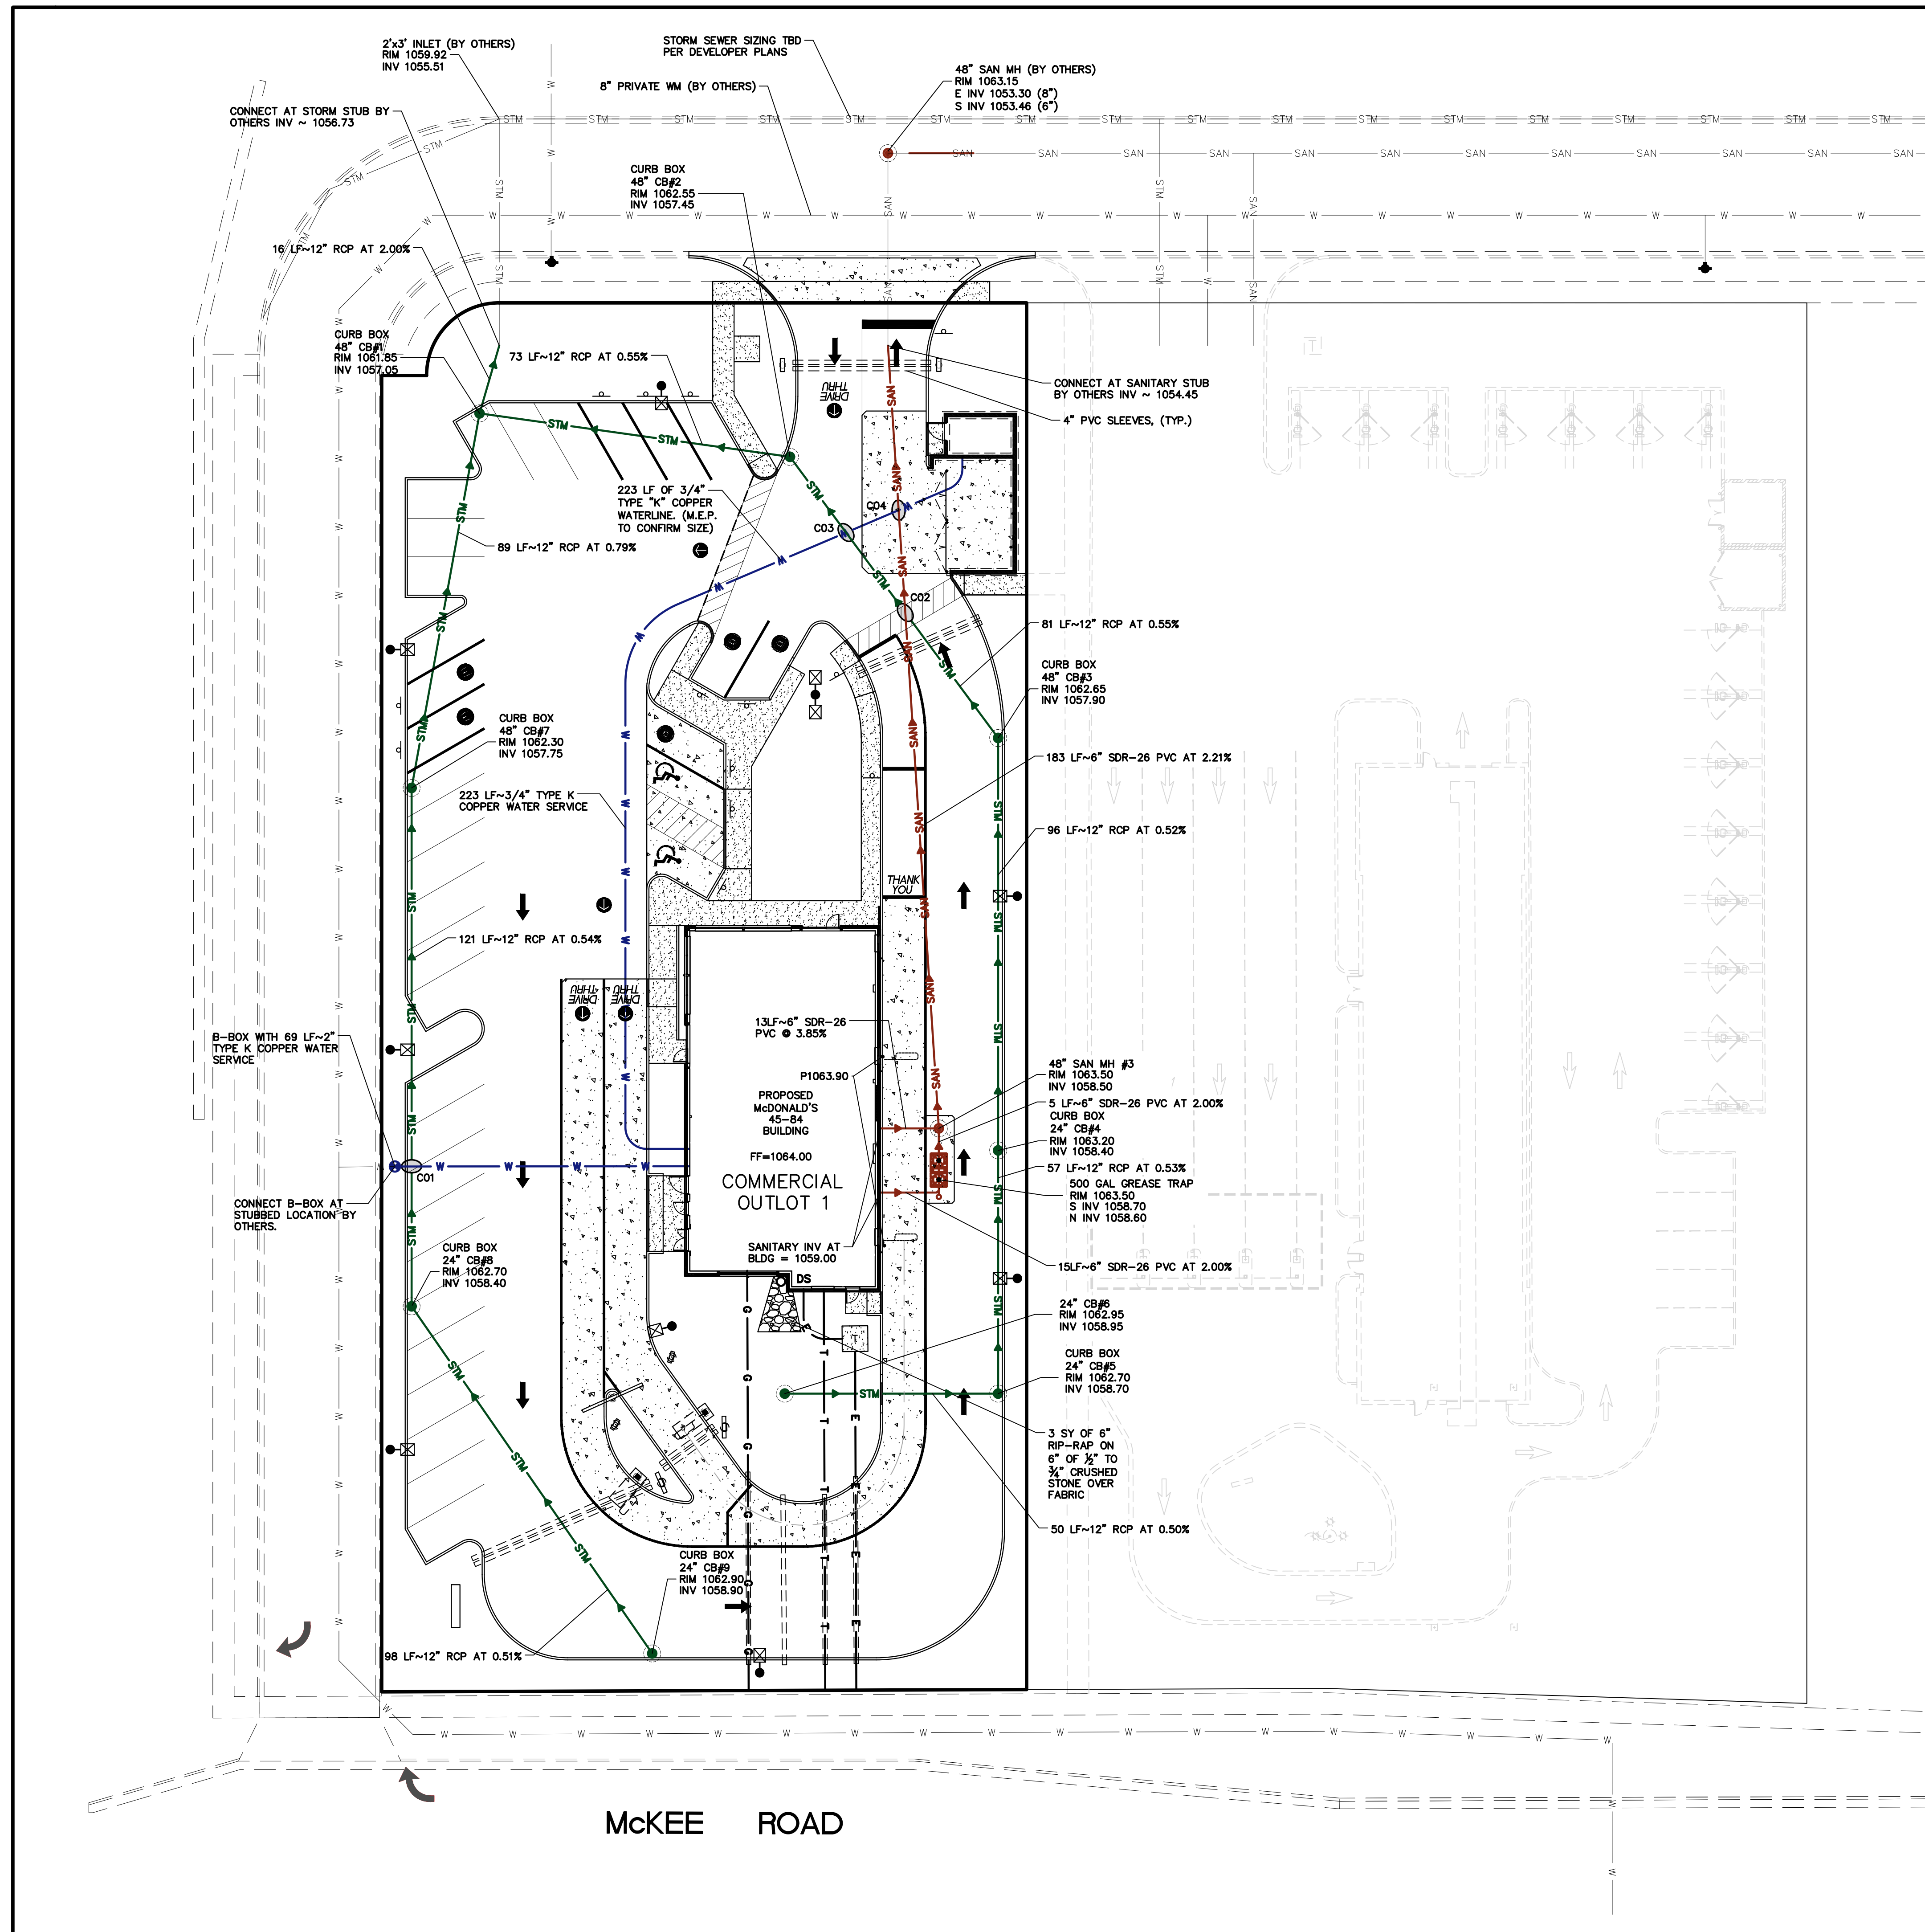 2'x3' INLET (BY OTHERS)
RIM 1059.92
INV 1055.51
STORM SEWER SIZING TBD
PER DEVELOPER PLANS
8" PRIVATE WM (BY OTHERS)
48" SAN MH (BY OTHERS)
RIM 1063.15
E INV 1053.30 (8")
S INV 1053.46 (6")
CONNECT AT STORM STUB BY
OTHERS INV ~ 1056.73
CURB BOX
48" CB#2
RIM 1062.55
INV 1057.45
16 LF~12" RCP AT 2.00%
CURB BOX
48" CB#1
RIM 1061.85
INV 1057.05
73 LF~12" RCP AT 0.55%
DRIVE
THRU
CONNECT AT SANITARY STUB
BY OTHERS INV ~ 1054.45
4" PVC SLEEVES, (TYP.)
223 LF OF 3/4"
TYPE "K" COPPER
WATERLINE. (M.E.P.
TO CONFIRM SIZE)
C04
C03
89 LF~12" RCP AT 0.79%
C02
81 LF~12" RCP AT 0.55%
CURB BOX
48" CB#3
RIM 1062.65
INV 1057.90
CURB BOX
48" CB#7
RIM 1062.30
INV 1057.75
183 LF~6" SDR-26 PVC AT 2.21%
223 LF~3/4" TYPE K
COPPER WATER SERVICE
96 LF~12" RCP AT 0.52%
THANK
YOU
121 LF~12" RCP AT 0.54%
DRIVE
THRU
DRIVE
THRU
B-BOX WITH 69 LF~2"
TYPE K COPPER WATER
SERVICE
13LF~6" SDR-26
PVC @ 3.85%
P1063.90
PROPOSED
McDONALD'S
45-84
BUILDING
FF=1064.00
COMMERCIAL
OUTLOT 1
48" SAN MH #3
RIM 1063.50
INV 1058.50
5 LF~6" SDR-26 PVC AT 2.00%
CURB BOX
24" CB#4
RIM 1063.20
INV 1058.40
57 LF~12" RCP AT 0.53%
500 GAL GREASE TRAP
RIM 1063.50
S INV 1058.70
N INV 1058.60
C01
CONNECT B-BOX AT
STUBBED LOCATION BY
OTHERS.
SANITARY INV AT
BLDG = 1059.00
DS
15LF~6" SDR-26 PVC AT 2.00%
CURB BOX
24" CB#8
RIM 1062.70
INV 1058.40
24" CB#6
RIM 1062.95
INV 1058.95
CURB BOX
24" CB#5
RIM 1062.70
INV 1058.70
3 SY OF 6"
RIP-RAP ON
6" OF ½" TO
¾" CRUSHED
STONE OVER
FABRIC
50 LF~12" RCP AT 0.50%
CURB BOX
24" CB#9
RIM 1062.90
INV 1058.90
98 LF~12" RCP AT 0.51%
McKEE ROAD